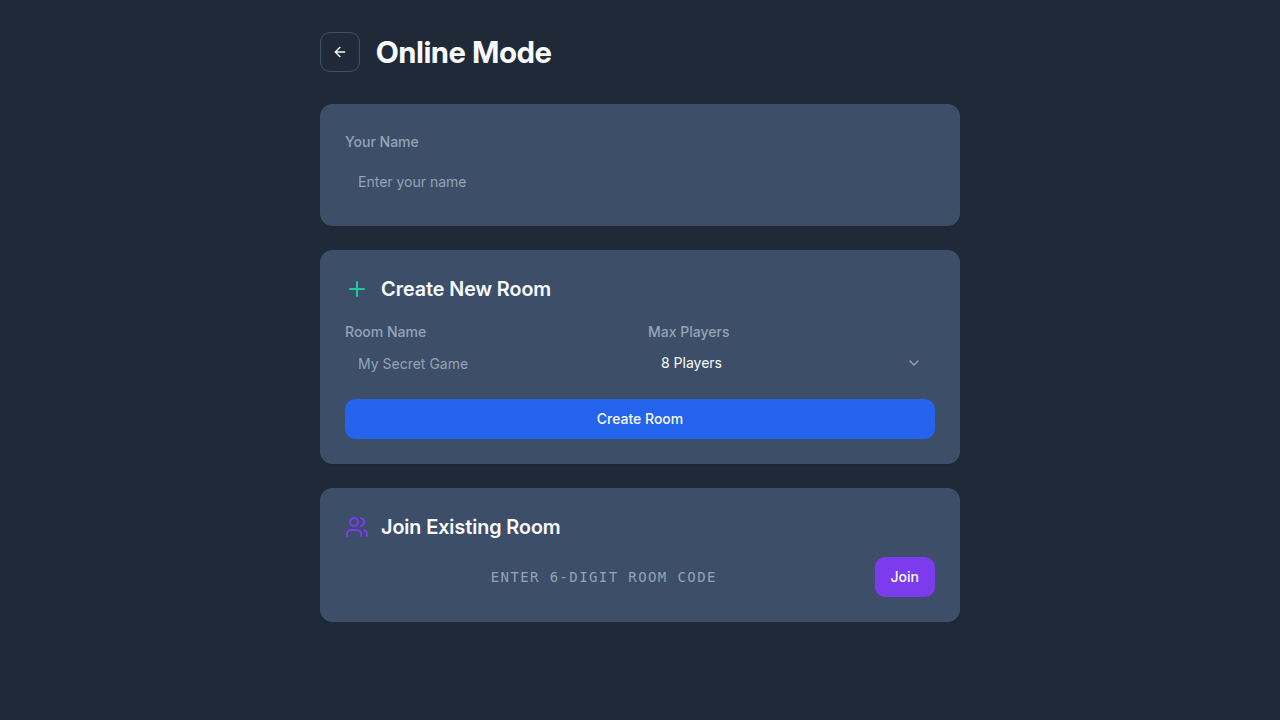 Online Mode
Your Name
Enter your name
Create New Room
Room Name
Max Players
My Secret Game
8 Players
Create Room
Join Existing Room
ENTER 6-DIGIT ROOM CODE
Join